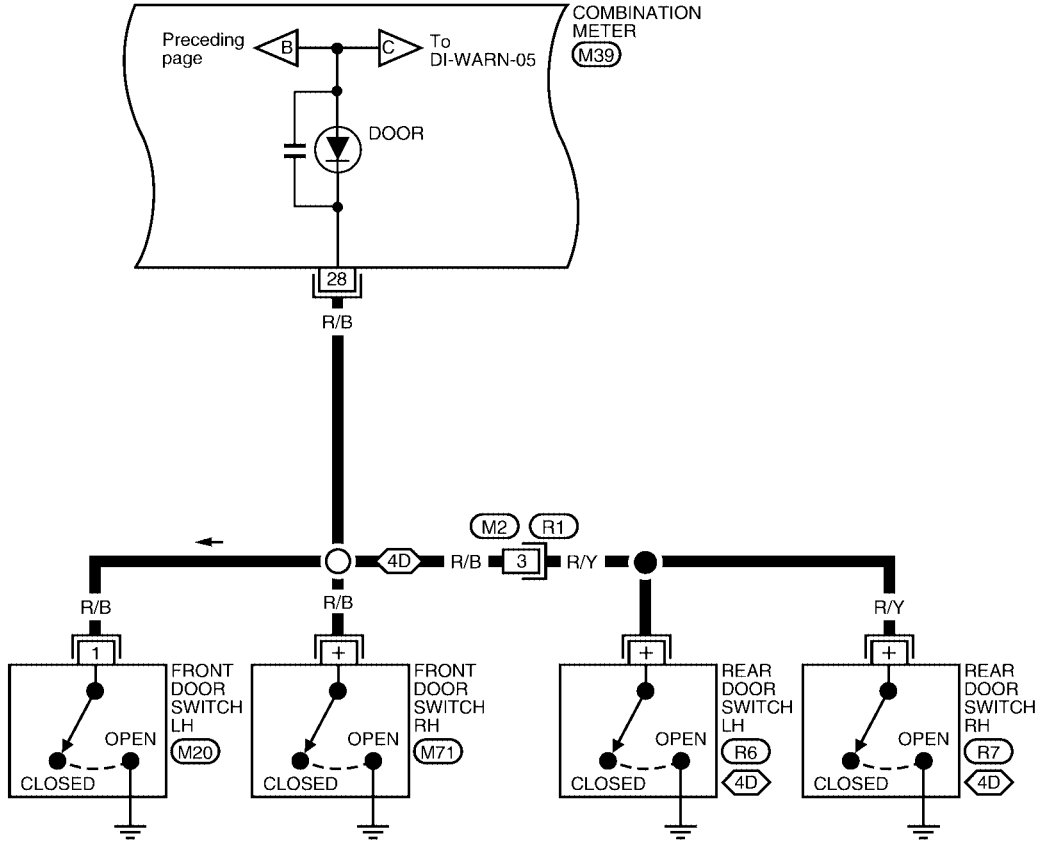 COMBINATION
METER
M39
Preceding
page
B
C
To
DI-WARN-05
DOOR
28
R/B
M2
R1
4D
R/B
3
R/Y
R/B
R/B
R/Y
1
+
+
+
FRONT
DOOR
SWITCH
LH
M20
OPEN
CLOSED
FRONT
DOOR
SWITCH
RH
M71
OPEN
CLOSED
REAR
DOOR
SWITCH
LH
R6
4D
OPEN
CLOSED
REAR
DOOR
SWITCH
RH
R7
4D
OPEN
CLOSED